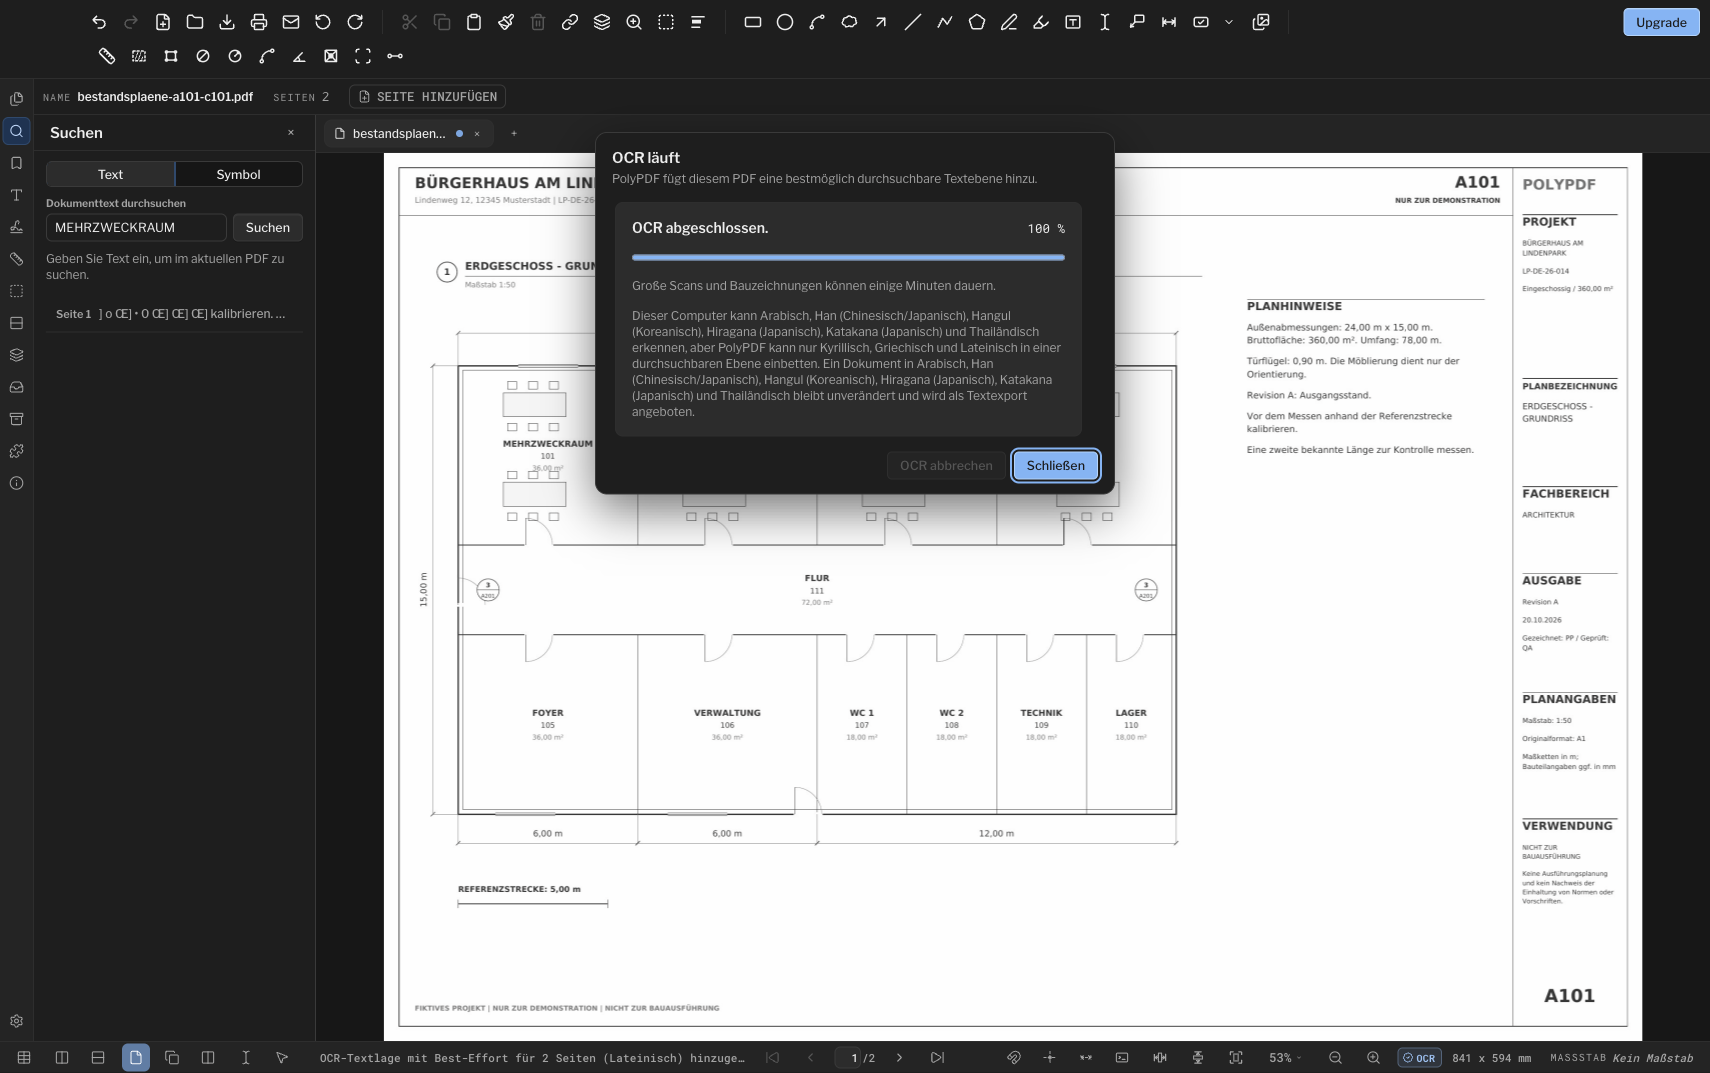 Upgrade
NAME bestandsplaene-a101-c101.pdf SEITEN 2 SEITE HINZUFÜGEN
Suchen ×
Text Symbol
Dokumenttext durchsuchen
MEHRZWECKRAUM Suchen
Geben Sie Text ein, um im aktuellen PDF zu
suchen.
Seite 1 ] o Œ] • 0 Œ] Œ] Œ] kalibrieren. ...
bestandsplaen... × +
OCR läuft
PolyPDF fügt diesem PDF eine bestmöglich durchsuchbare Textebene hinzu.
OCR abgeschlossen. 100 %
Große Scans und Bauzeichnungen können einige Minuten dauern.
Dieser Computer kann Arabisch, Han (Chinesisch/Japanisch), Hangul
(Koreanisch), Hiragana (Japanisch), Katakana (Japanisch) und Thailändisch
erkennen, aber PolyPDF kann nur Kyrillisch, Griechisch und Lateinisch in einer
durchsuchbaren Ebene einbetten. Ein Dokument in Arabisch, Han
(Chinesisch/Japanisch), Hangul (Koreanisch), Hiragana (Japanisch), Katakana
(Japanisch) und Thailändisch bleibt unverändert und wird als Textexport
angeboten.
OCR abbrechen Schließen
BÜRGERHAUS AM
Lindenweg 12, 12345 Musterstadt | LP-DE-26
A101
NUR ZUR DEMONSTRATION
1 ERDGESCHOSS -
Maßstab 1:50
MEHRZWECKRAUM
101
36,00 m²
15,00 m
3
A201
FLUR
111
72,00 m²
3
A201
FOYER
105
36,00 m²
VERWALTUNG
106
36,00 m²
WC 1
107
18,00 m²
WC 2
108
18,00 m²
TECHNIK
109
18,00 m²
LAGER
110
18,00 m²
6,00 m 6,00 m 12,00 m
REFERENZSTRECKE: 5,00 m
FIKTIVES PROJEKT | NUR ZUR DEMONSTRATION | NICHT ZUR BAUAUSFÜHRUNG
PLANHINWEISE
Außenabmessungen: 24,00 m x 15,00 m.
Bruttofläche: 360,00 m². Umfang: 78,00 m.
Türflügel: 0,90 m. Die Möblierung dient nur der
Orientierung.
Revision A: Ausgangsstand.
Vor dem Messen anhand der Referenzstrecke
kalibrieren.
Eine zweite bekannte Länge zur Kontrolle messen.
POLYPDF
PROJEKT
BÜRGERHAUS AM
LINDENPARK
LP-DE-26-014
Eingeschossig / 360,00 m²
PLANBEZEICHNUNG
ERDGESCHOSS -
GRUNDRISS
FACHBEREICH
ARCHITEKTUR
AUSGABE
Revision A
20.10.2026
Gezeichnet: PP / Geprüft:
QA
PLANANGABEN
Maßstab: 1:50
Originalformat: A1
Maßketten in m;
Bauteilangaben ggf. in mm
VERWENDUNG
NICHT ZUR
BAUAUSFÜHRUNG
Keine Ausführungsplanung
und kein Nachweis der
Einhaltung von Normen oder
Vorschriften.
A101
OCR-Textlage mit Best-Effort für 2 Seiten (Lateinisch) hinzuge… 1 /2 53% OCR 841 x 594 mm MASSSTAB Kein Maßstab